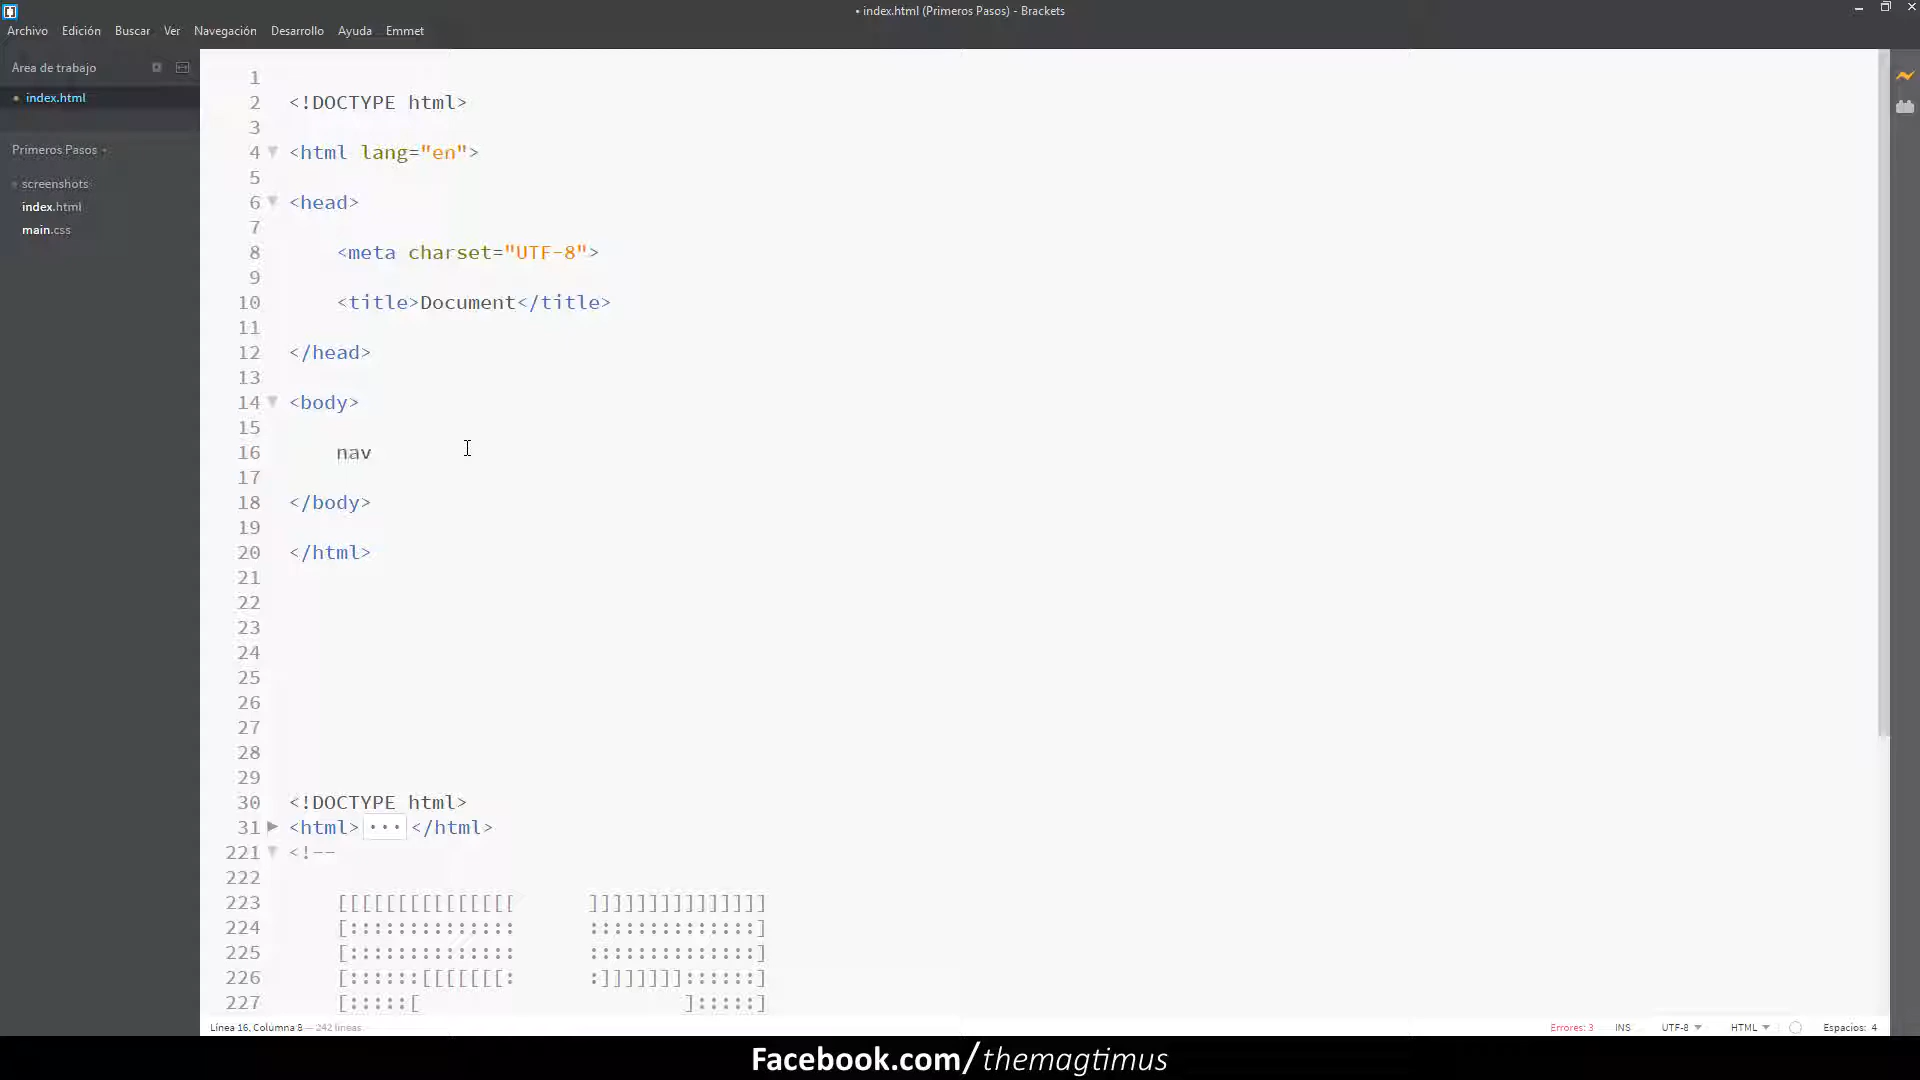 • index.html (Primeros Pasos) - Brackets
Archivo Edición Buscar Ver Navegación Desarrollo Ayuda Emmet
Área de trabajo
index.html
Primeros Pasos
screenshots
index.html
main.css
1
2 <!DOCTYPE html>
3
4 <html lang="en">
5
6 <head>
7
8 <meta charset="UTF-8">
9
10 <title>Document</title>
11
12 </head>
13
14 <body>
15
16 nav
17
18 </body>
19
20 </html>
21
22
23
24
25
26
27
28
29
30 <!DOCTYPE html>
31 <html>...</html>
221 <!--
222
223 [[[[[[[[[[[[[[[ ]]]]]]]]]]]]]]]
224 [:::::::::::::: ::::::::::::::]
225 [:::::::::::::: ::::::::::::::]
226 [::::::[[[[[[[: :]]]]]]]::::::]
227 [:::::[ ]:::::]
Línea 16, Columna 8 — 242 líneas
Errores: 3 INS UTF-8 HTML Espacios: 4
Facebook.com/themagtimus